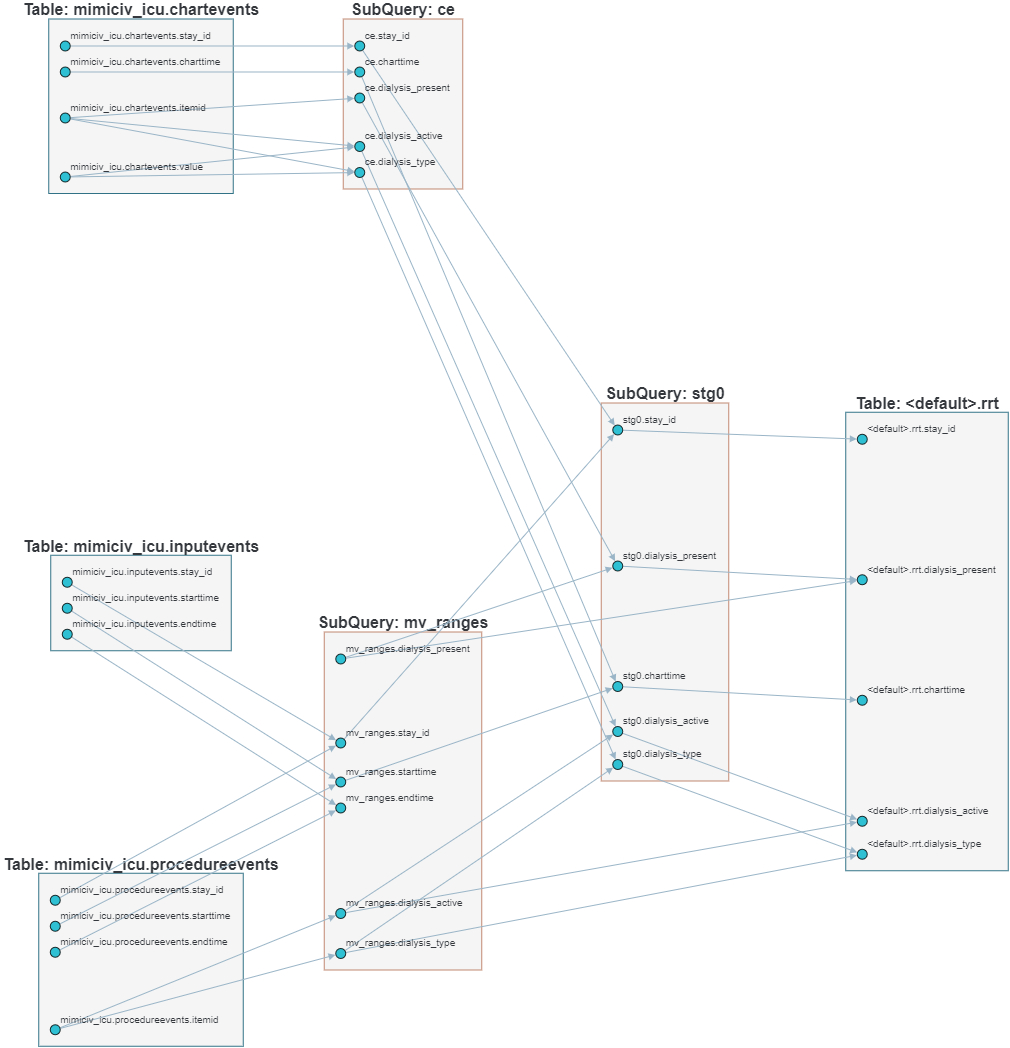 Table: mimiciv_icu.chartevents
mimiciv_icu.chartevents.stay_id
mimiciv_icu.chartevents.charttime
mimiciv_icu.chartevents.itemid
mimiciv_icu.chartevents.value
SubQuery: ce
ce.stay_id
ce.charttime
ce.dialysis_present
ce.dialysis_active
ce.dialysis_type
SubQuery: stg0
stg0.stay_id
stg0.dialysis_present
stg0.charttime
stg0.dialysis_active
stg0.dialysis_type
Table: <default>.rrt
<default>.rrt.stay_id
<default>.rrt.dialysis_present
<default>.rrt.charttime
<default>.rrt.dialysis_active
<default>.rrt.dialysis_type
Table: mimiciv_icu.inputevents
mimiciv_icu.inputevents.stay_id
mimiciv_icu.inputevents.starttime
mimiciv_icu.inputevents.endtime
SubQuery: mv_ranges
mv_ranges.dialysis_present
mv_ranges.stay_id
mv_ranges.starttime
mv_ranges.endtime
mv_ranges.dialysis_active
mv_ranges.dialysis_type
Table: mimiciv_icu.procedureevents
mimiciv_icu.procedureevents.stay_id
mimiciv_icu.procedureevents.starttime
mimiciv_icu.procedureevents.endtime
mimiciv_icu.procedureevents.itemid